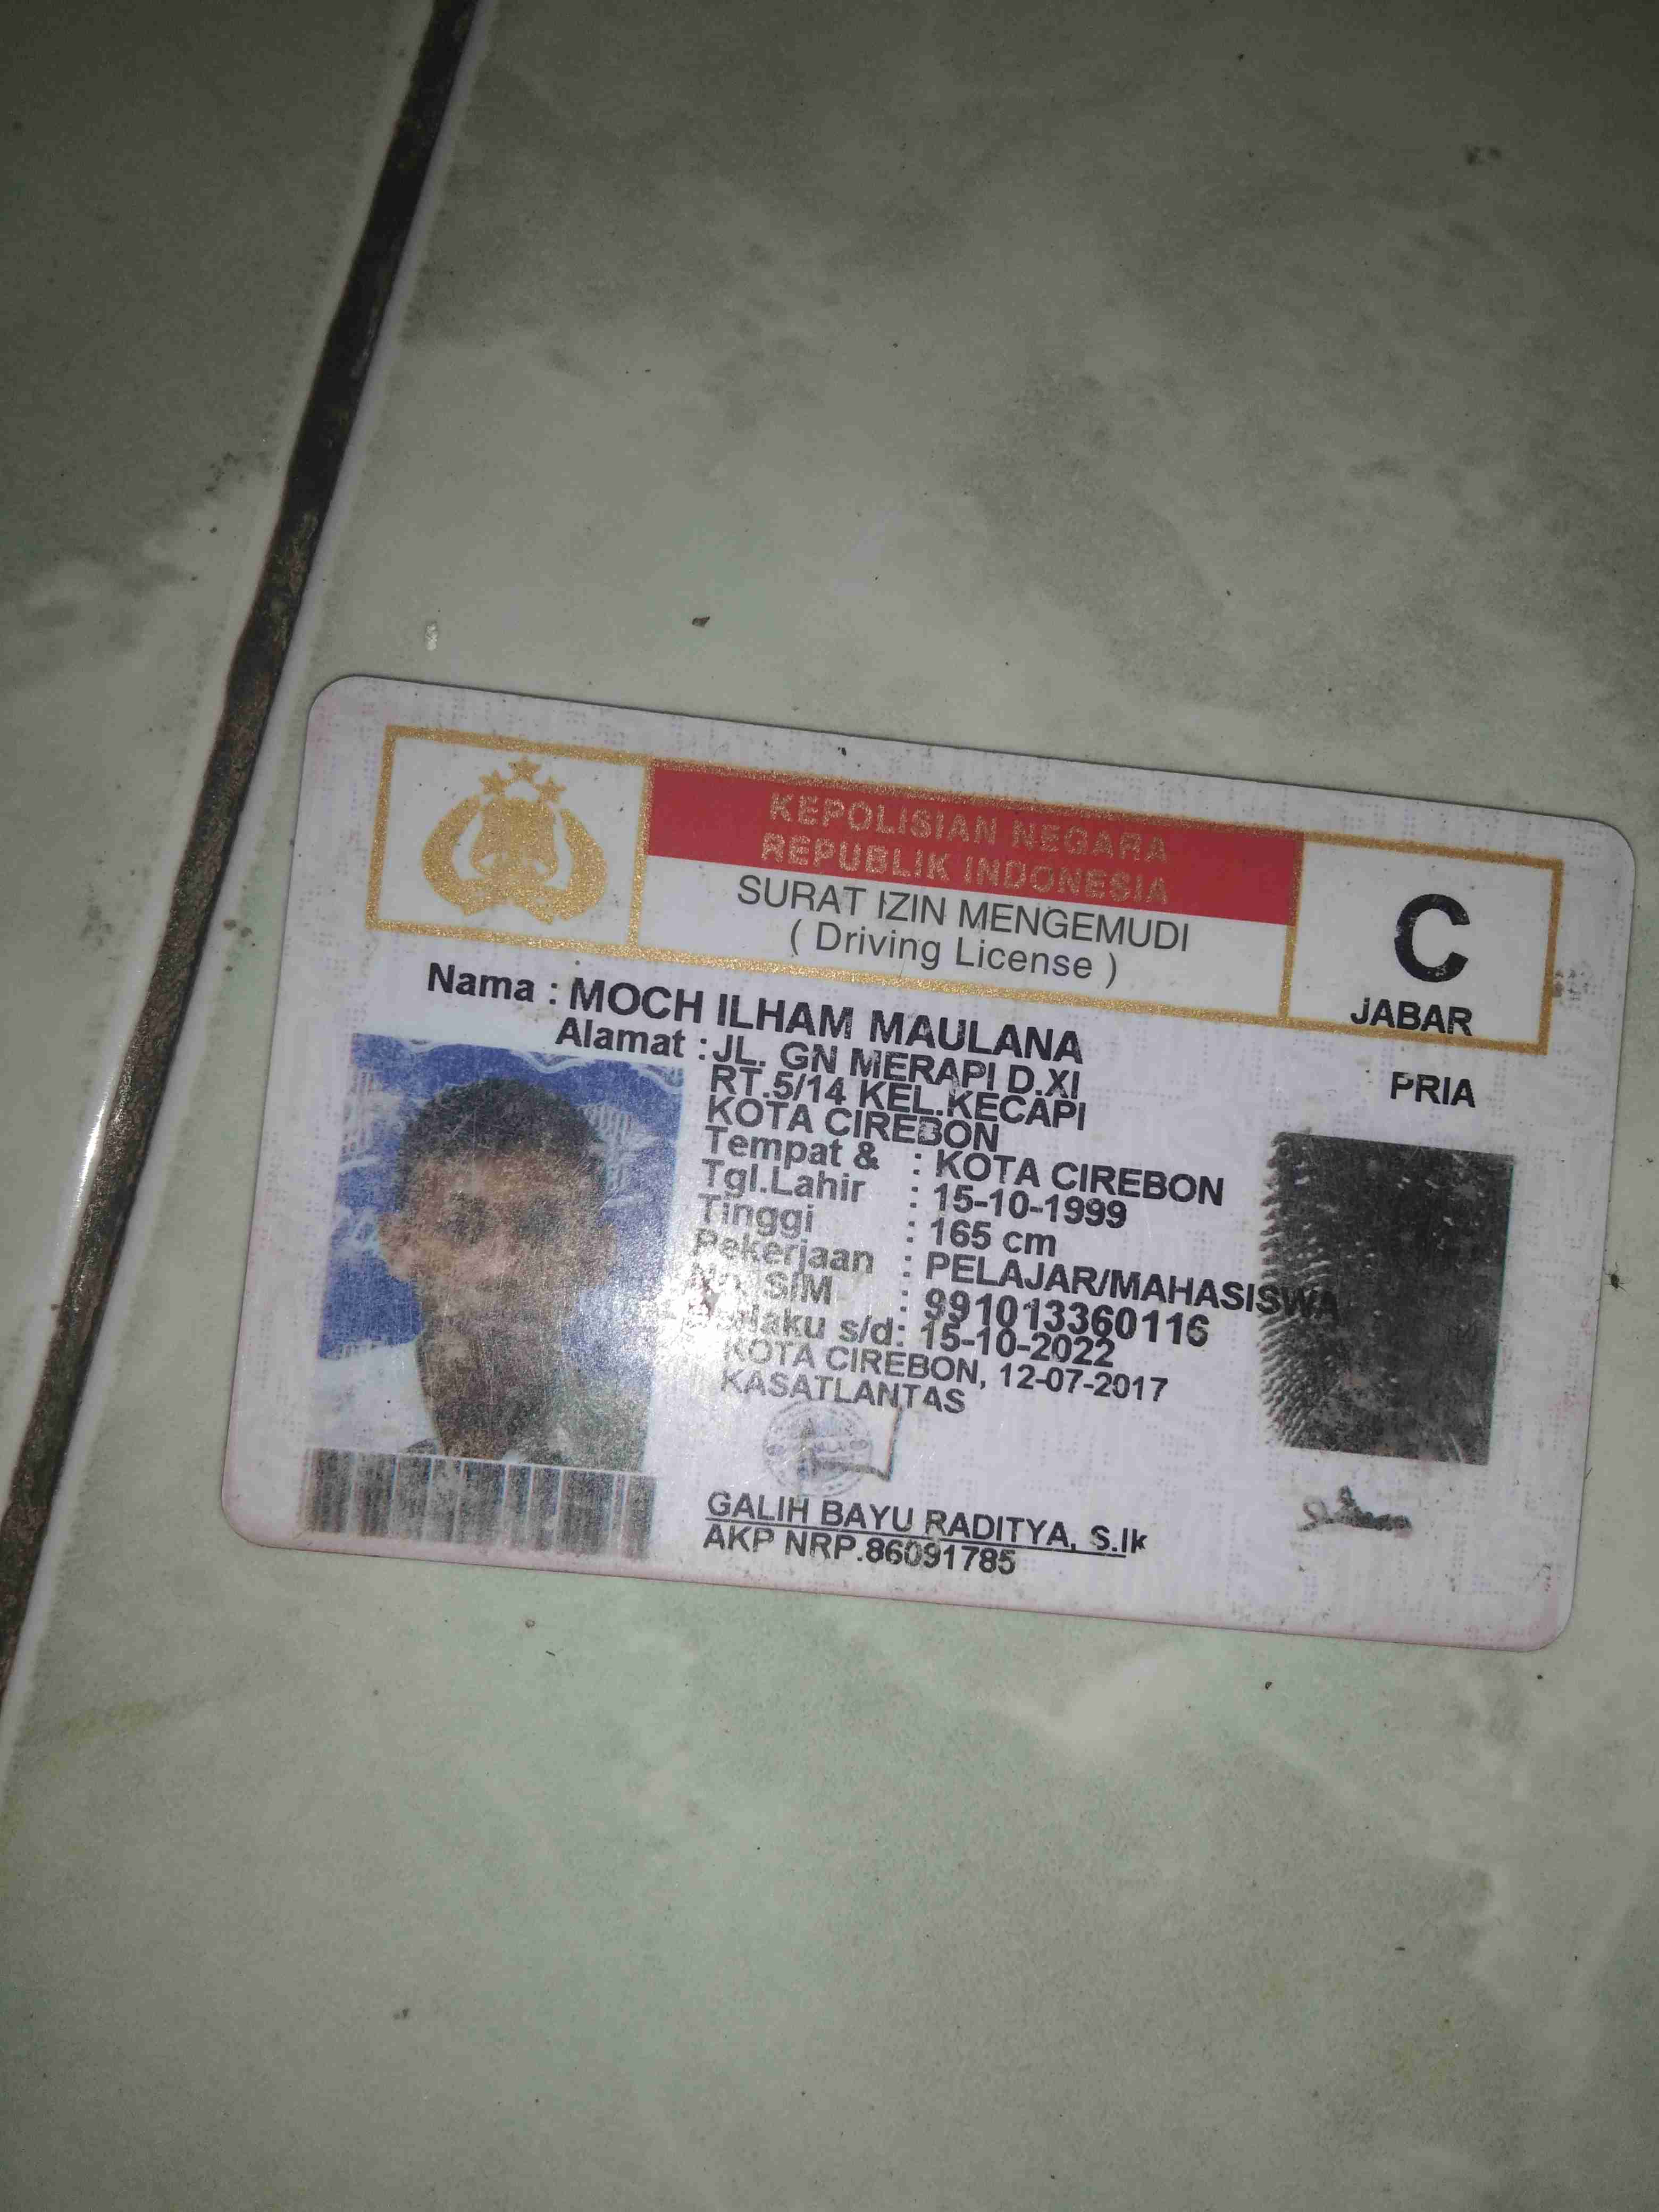 KEPOLISIAN NEGARA
REPUBLIK INDONESIA
SURAT IZIN MENGEMUDI
( Driving License )
C
JABAR
Nama : MOCH ILHAM MAULANA
Alamat : JL. GN MERAPI D.XI
RT.5/14 KEL.KECAPI
KOTA CIREBON
PRIA
Tempat & : KOTA CIREBON
Tgl.Lahir : 15-10-1999
Tinggi : 165 cm
Pekerjaan : PELAJAR/MAHASISWA
No. SIM : 991013360116
Berlaku s/d : 15-10-2022
KOTA CIREBON, 12-07-2017
KASATLANTAS
GALIH BAYU RADITYA, S.Ik
AKP NRP.86091785